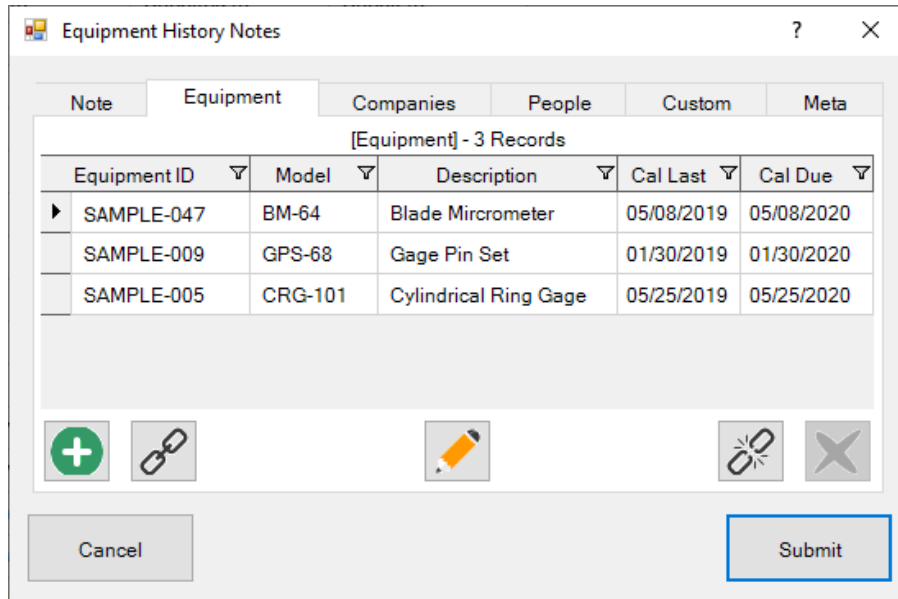 Equipment History Notes ? X
Note Equipment Companies People Custom Meta
[Equipment] - 3 Records
Equipment ID Model Description Cal Last Cal Due
SAMPLE-047 BM-64 Blade Mircrometer 05/08/2019 05/08/2020
SAMPLE-009 GPS-68 Gage Pin Set 01/30/2019 01/30/2020
SAMPLE-005 CRG-101 Cylindrical Ring Gage 05/25/2019 05/25/2020
Cancel Submit